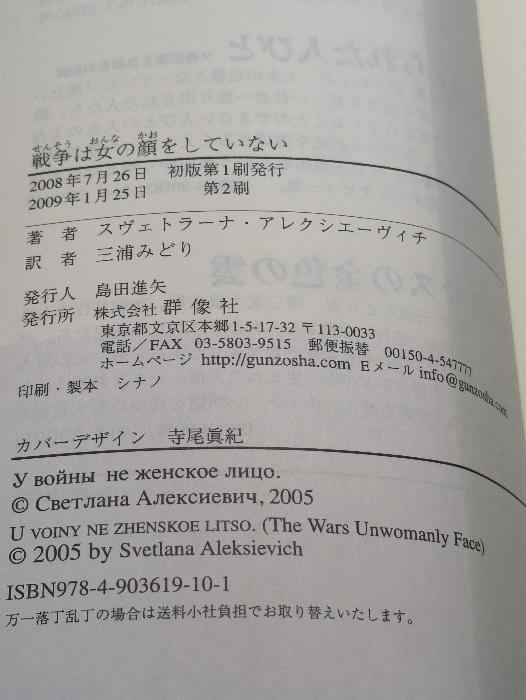 せんそう おんな かお
戦争は女の顔をしていない
2008年7月26日 初版第1刷発行
2009年1月25日 第2刷
著者 スヴェトラーナ・アレクシエーヴィチ
訳者 三浦みどり
発行人 島田進矢
発行所 株式会社 群像社
東京都文京区本郷1-5-17-32 〒113-0033
電話/FAX 03-5803-9515 郵便振替 00150-4-547777
ホームページ http://gunzosha.com Eメール info@gunzosha.com
印刷・製本 シナノ
カバーデザイン 寺尾眞紀
У войны не женское лицо.
© Светлана Алексиевич, 2005
U VOINY NE ZHENSKOE LITSO. (The Wars Unwomanly Face)
© 2005 by Svetlana Aleksievich
ISBN978-4-903619-10-1
万一落丁乱丁の場合は送料小社負担でお取り替えいたします。